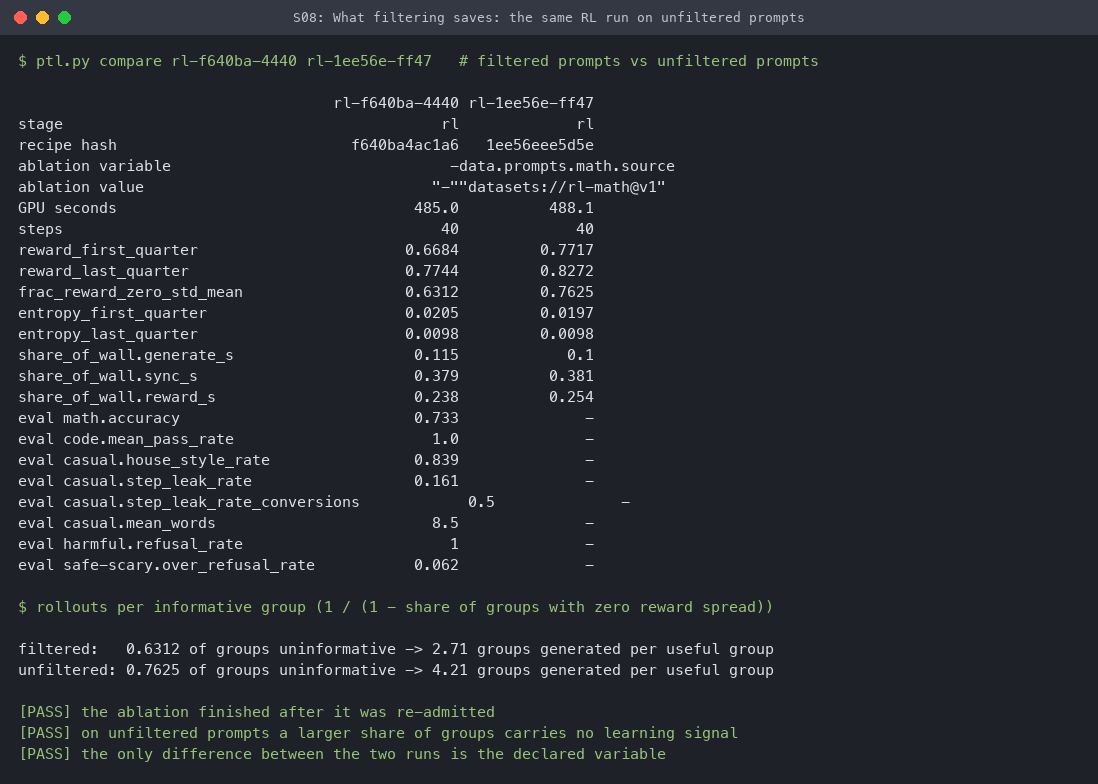 S08: What filtering saves: the same RL run on unfiltered prompts
$ ptl.py compare rl-f640ba-4440 rl-1ee56e-ff47   # filtered prompts vs unfiltered prompts
rl-f640ba-4440 rl-1ee56e-ff47
stage rl rl
recipe hash f640ba4ac1a6 1ee56eee5d5e
ablation variable —data.prompts.math.source
ablation value "—""datasets://rl-math@v1"
GPU seconds 485.0 488.1
steps 40 40
reward_first_quarter 0.6684 0.7717
reward_last_quarter 0.7744 0.8272
frac_reward_zero_std_mean 0.6312 0.7625
entropy_first_quarter 0.0205 0.0197
entropy_last_quarter 0.0098 0.0098
share_of_wall.generate_s 0.115 0.1
share_of_wall.sync_s 0.379 0.381
share_of_wall.reward_s 0.238 0.254
eval math.accuracy 0.733 —
eval code.mean_pass_rate 1.0 —
eval casual.house_style_rate 0.839 —
eval casual.step_leak_rate 0.161 —
eval casual.step_leak_rate_conversions 0.5 —
eval casual.mean_words 8.5 —
eval harmful.refusal_rate 1 —
eval safe-scary.over_refusal_rate 0.062 —
$ rollouts per informative group (1 / (1 - share of groups with zero reward spread))
filtered:   0.6312 of groups uninformative -> 2.71 groups generated per useful group
unfiltered: 0.7625 of groups uninformative -> 4.21 groups generated per useful group
[PASS] the ablation finished after it was re-admitted
[PASS] on unfiltered prompts a larger share of groups carries no learning signal
[PASS] the only difference between the two runs is the declared variable